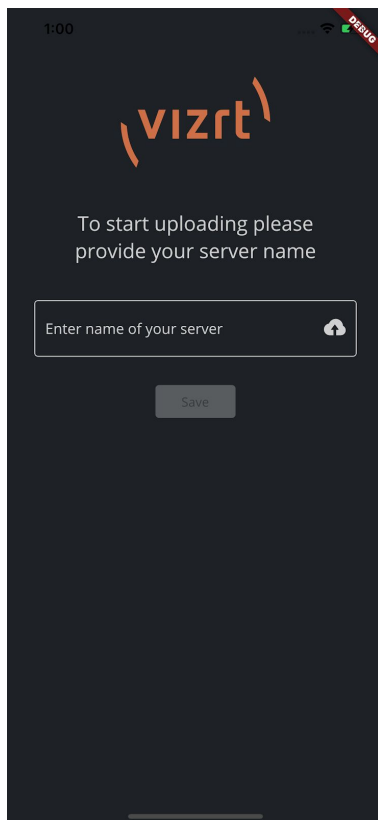 1:00
DEBUG
vizrt
To start uploading please
provide your server name
Enter name of your server
Save